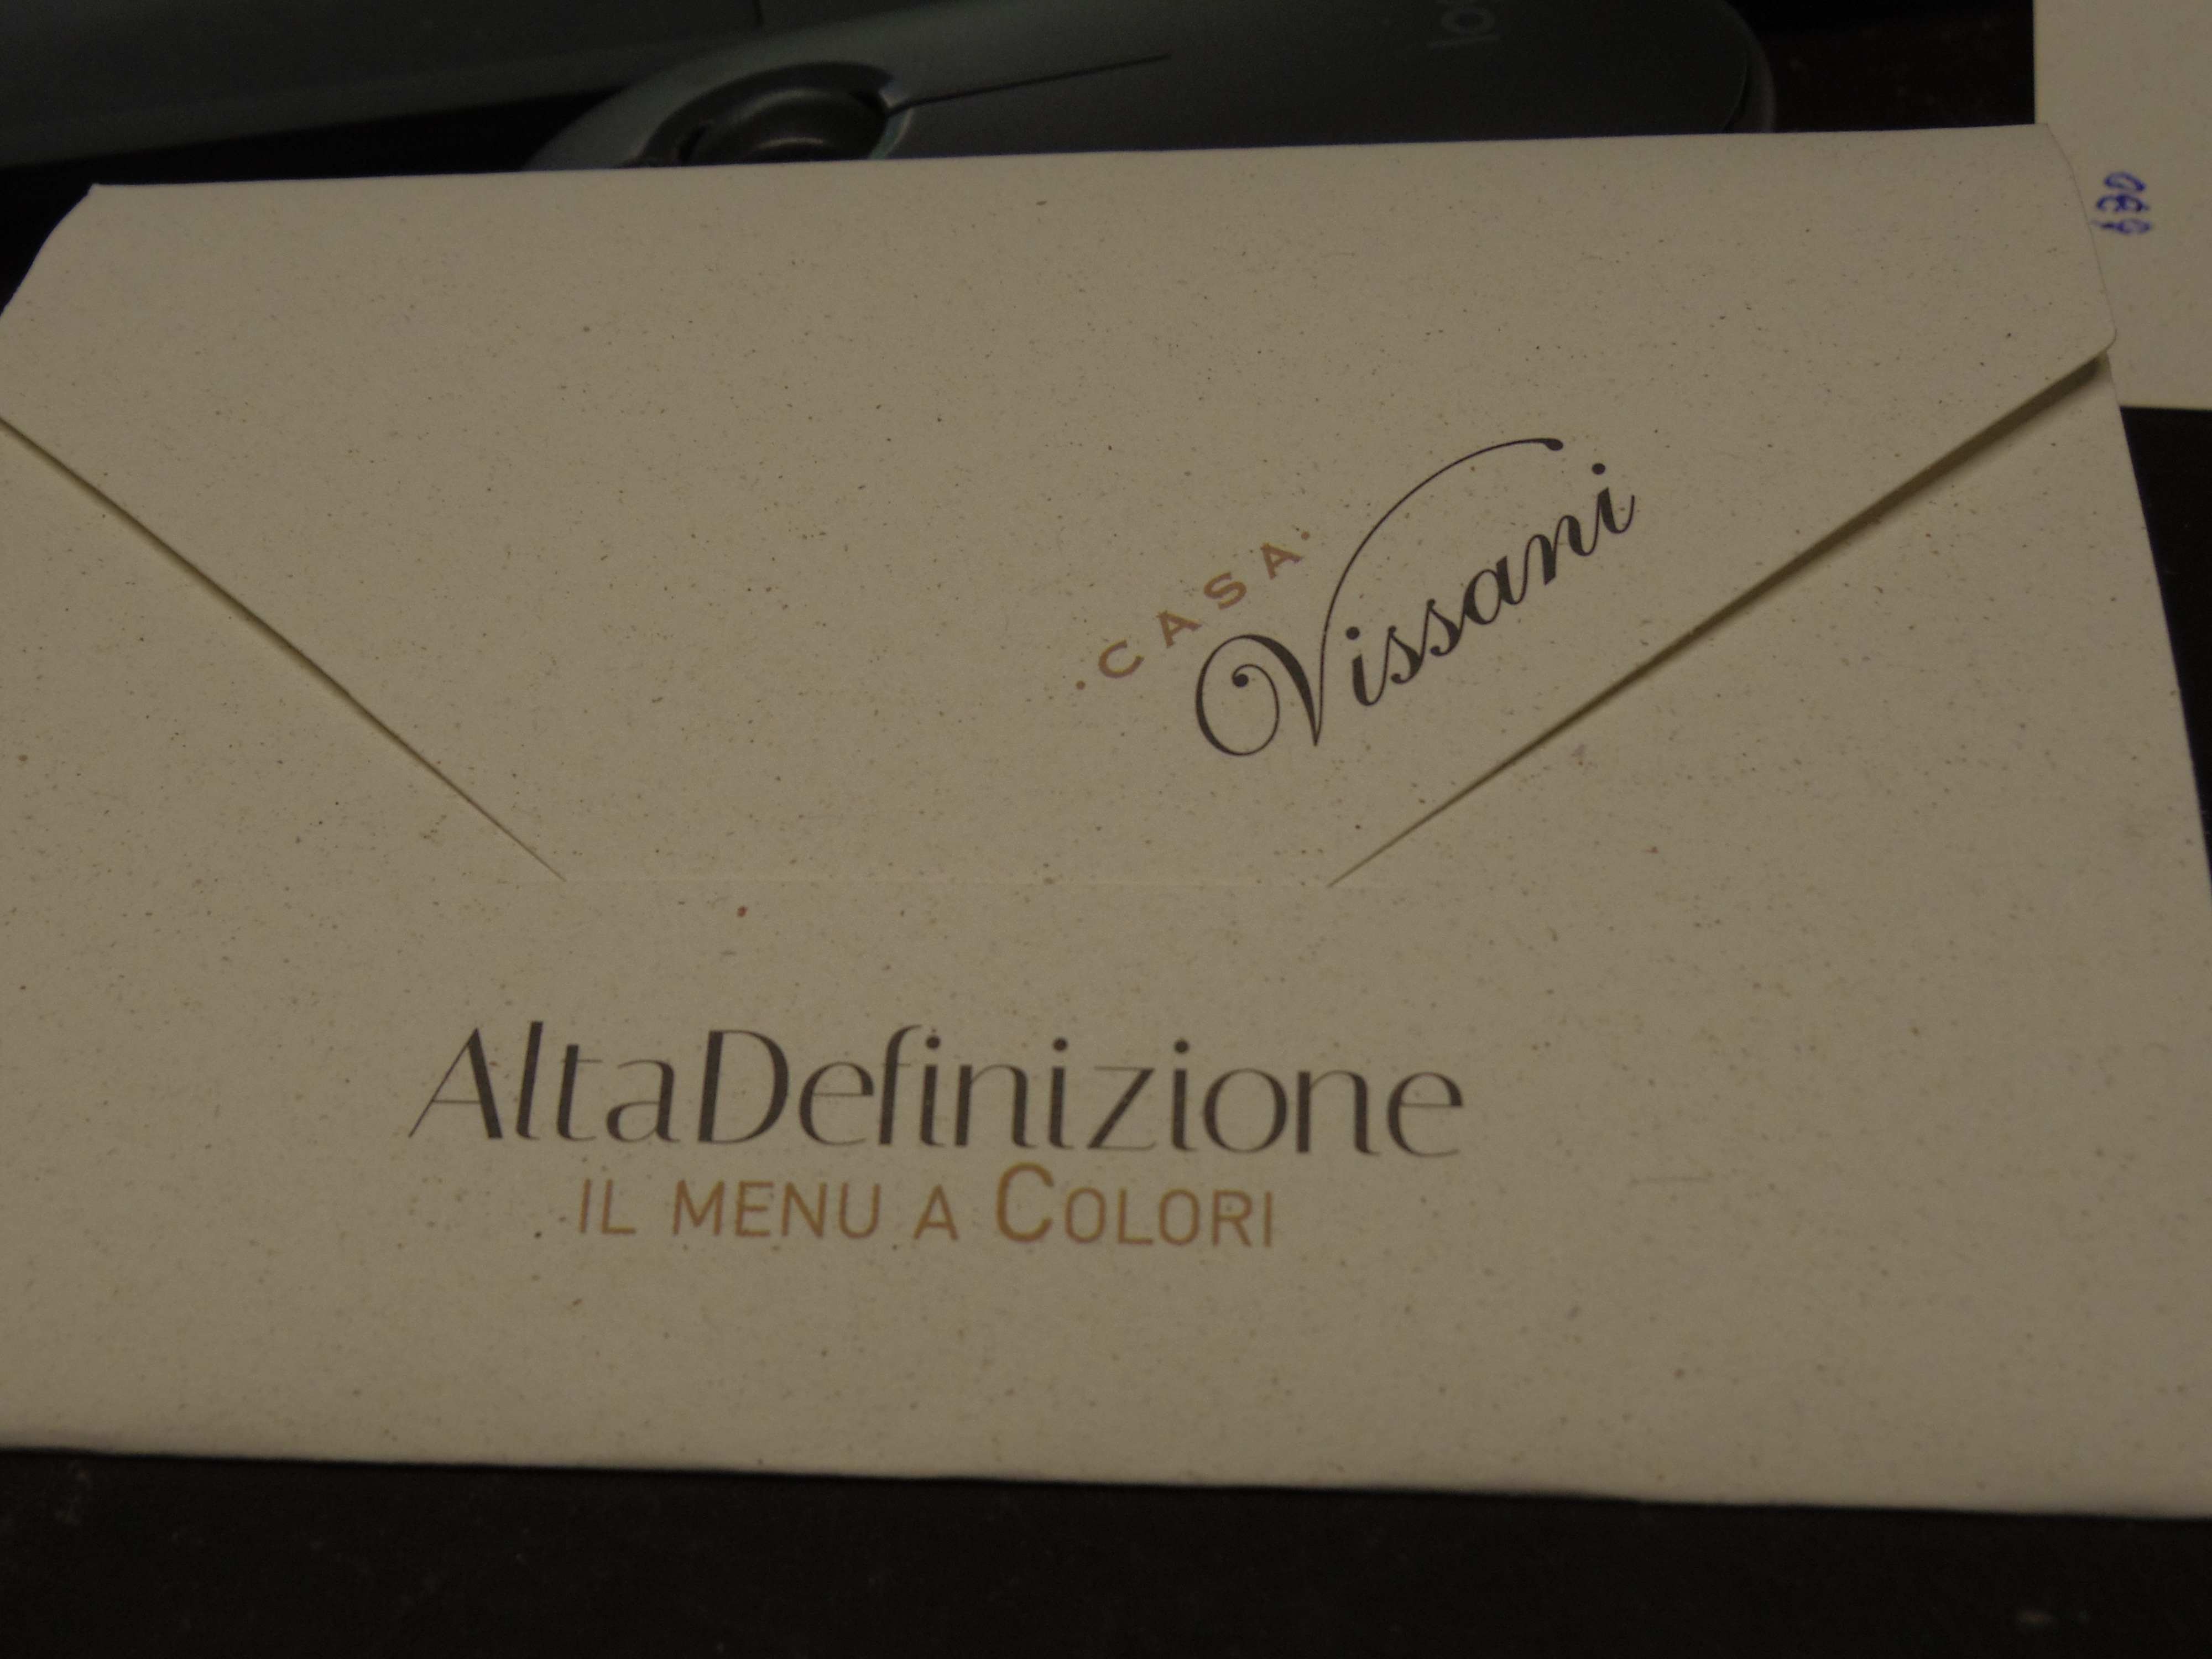 · CASA ·
Vissani
AltaDefinizione
IL MENU A COLORI